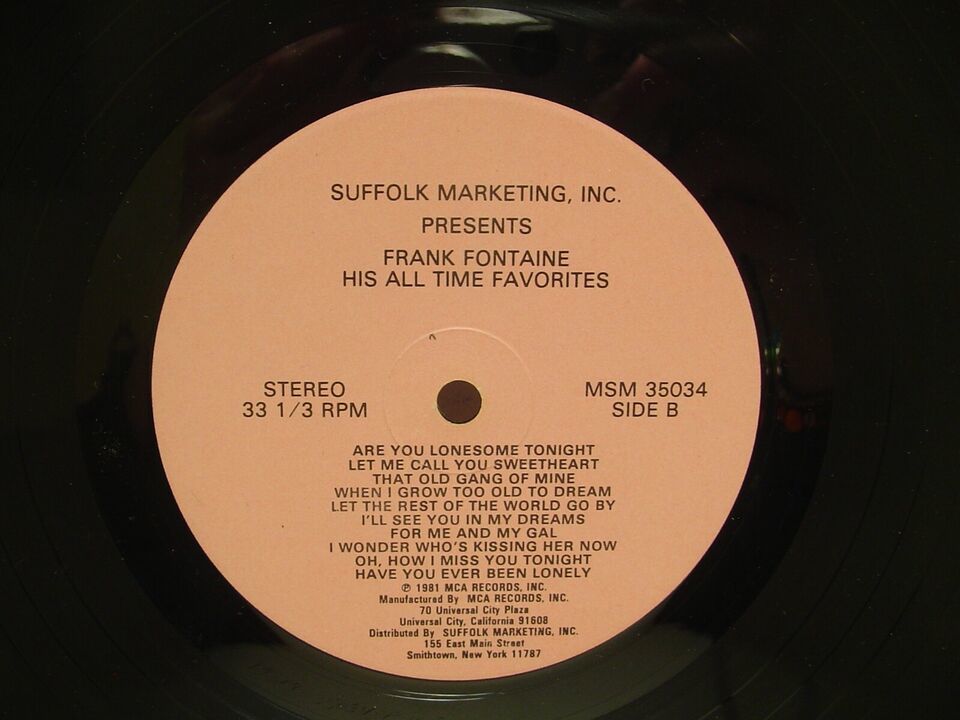 SUFFOLK MARKETING, INC.
PRESENTS
FRANK FONTAINE
HIS ALL TIME FAVORITES
STEREO
33 1/3 RPM
MSM 35034
SIDE B
ARE YOU LONESOME TONIGHT
LET ME CALL YOU SWEETHEART
THAT OLD GANG OF MINE
WHEN I GROW TOO OLD TO DREAM
LET THE REST OF THE WORLD GO BY
I'LL SEE YOU IN MY DREAMS
FOR ME AND MY GAL
I WONDER WHO'S KISSING HER NOW
OH, HOW I MISS YOU TONIGHT
HAVE YOU EVER BEEN LONELY
℗ 1981 MCA RECORDS, INC.
Manufactured By MCA RECORDS, INC.
70 Universal City Plaza
Universal City, California 91608
Distributed By SUFFOLK MARKETING, INC.
155 East Main Street
Smithtown, New York 11787